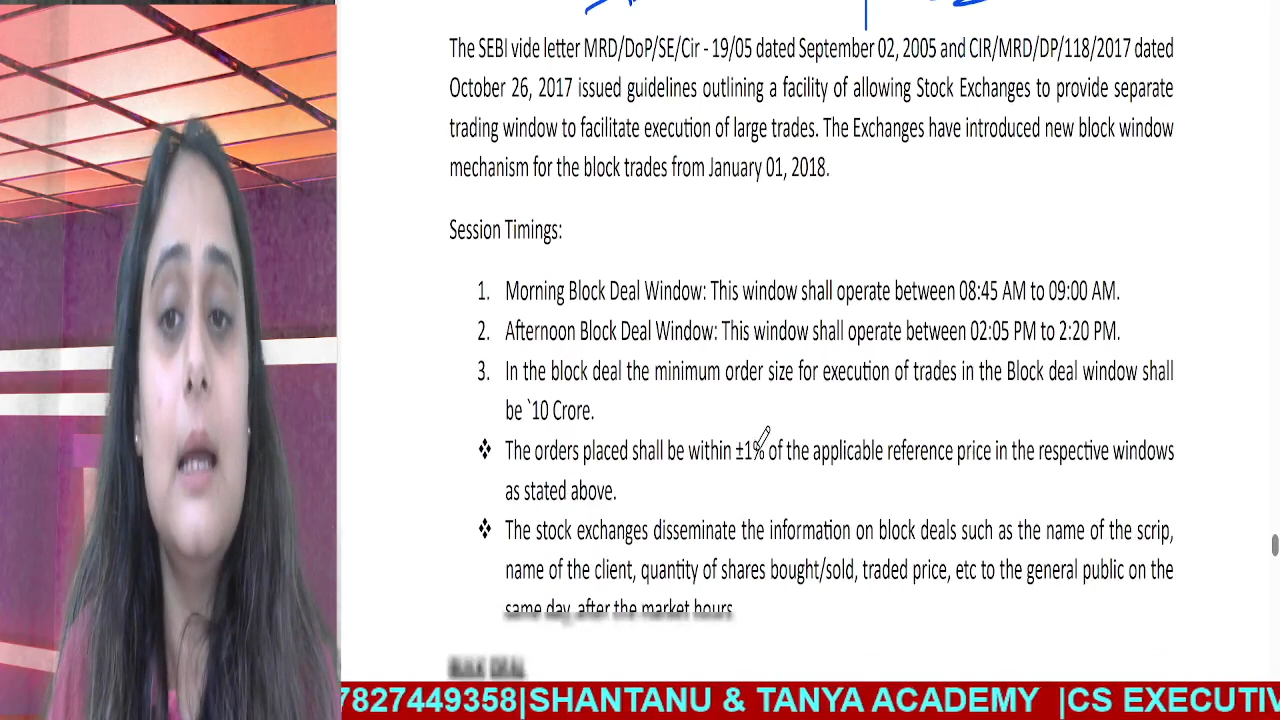 The SEBI vide letter MRD/DoP/SE/Cir - 19/05 dated September 02, 2005 and CIR/MRD/DP/118/2017 dated
October 26, 2017 issued guidelines outlining a facility of allowing Stock Exchanges to provide separate
trading window to facilitate execution of large trades. The Exchanges have introduced new block window
mechanism for the block trades from January 01, 2018.
Session Timings:
1. Morning Block Deal Window: This window shall operate between 08:45 AM to 09:00 AM.
2. Afternoon Block Deal Window: This window shall operate between 02:05 PM to 2:20 PM.
3. In the block deal the minimum order size for execution of trades in the Block deal window shall
be `10 Crore.
❖ The orders placed shall be within ±1% of the applicable reference price in the respective windows
as stated above.
❖ The stock exchanges disseminate the information on block deals such as the name of the scrip,
name of the client, quantity of shares bought/sold, traded price, etc to the general public on the
same day, after the market hours
BULK DEAL
7827449358|SHANTANU & TANYA ACADEMY |CS EXECUTIV